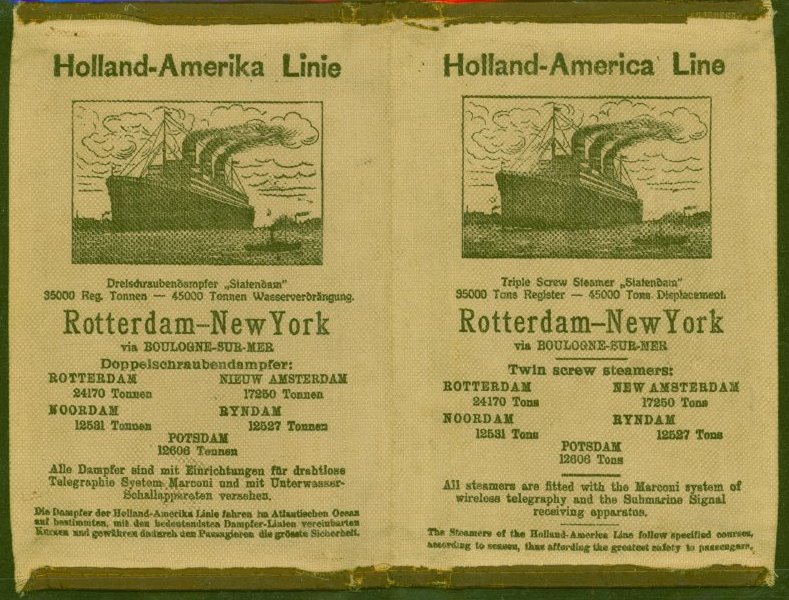 Holland-Amerika Linie
Dreischraubendampfer „Statendam"
35000 Reg. Tonnen — 45000 Tonnen Wasserverdrängung.
Rotterdam–New York
via BOULOGNE-SUR-MER
Doppelschraubendampfer:
ROTTERDAM NIEUW AMSTERDAM
24170 Tonnen 17250 Tonnen
NOORDAM RYNDAM
12531 Tonnen 12527 Tonnen
POTSDAM
12606 Tonnen
Alle Dampfer sind mit Einrichtungen für drahtlose
Telegraphie System Marconi und mit Unterwasser-
Schallapparaten versehen.
Die Dampfer der Holland-Amerika Linie fahren im Atlantischen Ocean
auf bestimmten, mit den bedeutendsten Dampfer-Linien vereinbarten
Kursen und gewähren dadurch den Passagieren die grösste Sicherheit.
Holland-America Line
Triple Screw Steamer „Statendam"
35000 Tons Register — 45000 Tons Displacement.
Rotterdam–New York
via BOULOGNE-SUR-MER
Twin screw steamers:
ROTTERDAM NEW AMSTERDAM
24170 Tons 17250 Tons
NOORDAM RYNDAM
12531 Tons 12527 Tons
POTSDAM
12606 Tons
All steamers are fitted with the Marconi system of
wireless telegraphy and the Submarine Signal
receiving apparatus.
The Steamers of the Holland-America Line follow specified courses,
according to season, thus affording the greatest safety to passengers.